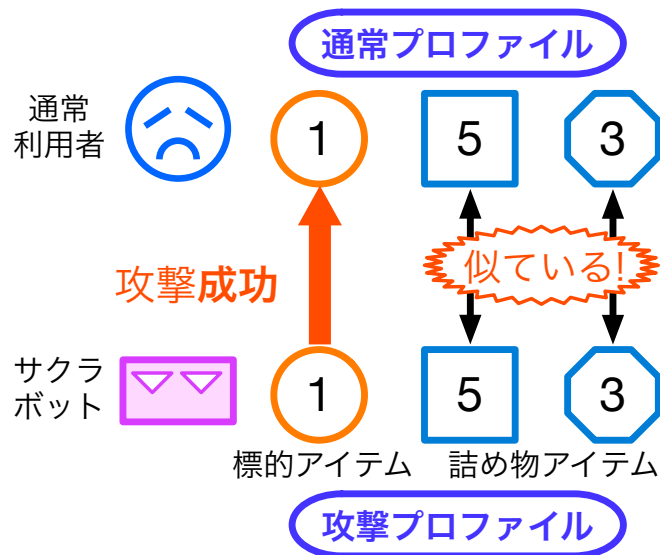 通常プロファイル
通常
利用者
1
5
3
攻撃成功
似ている!
サクラ
ボット
1
5
3
標的アイテム
詰め物アイテム
攻撃プロファイル